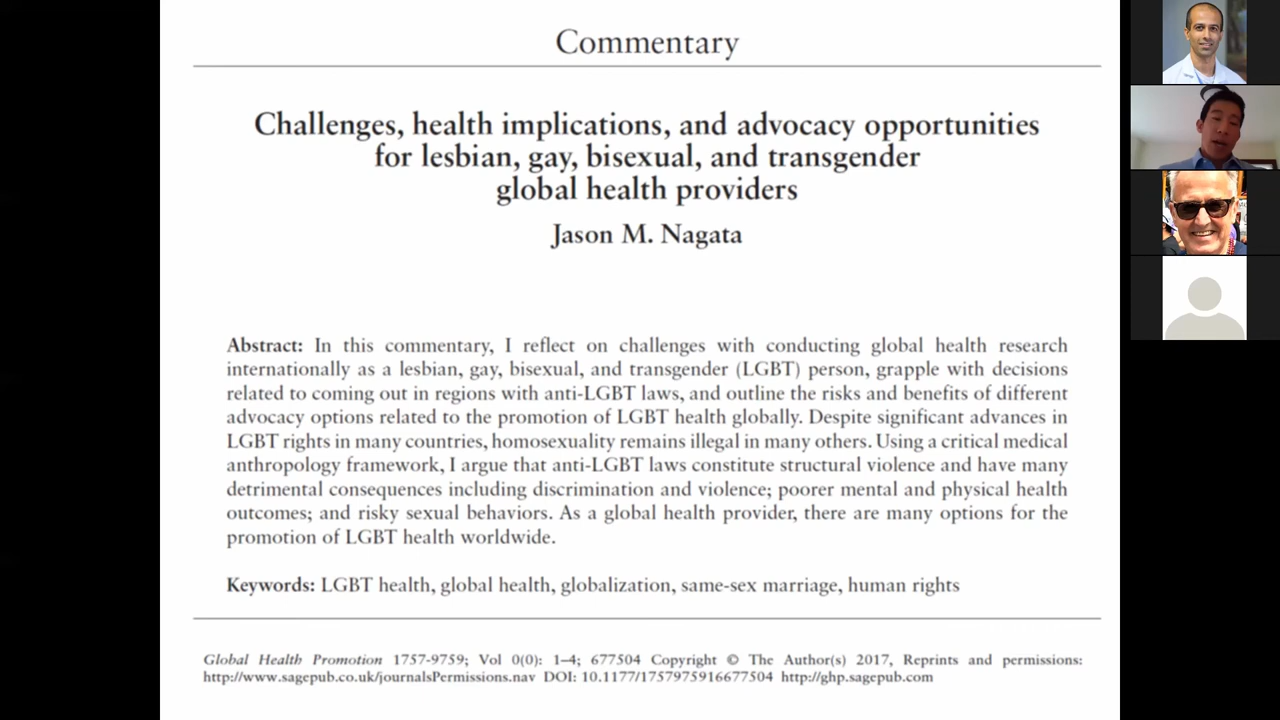 Commentary
Challenges, health implications, and advocacy opportunities
for lesbian, gay, bisexual, and transgender
global health providers
Jason M. Nagata
Abstract: In this commentary, I reflect on challenges with conducting global health research
internationally as a lesbian, gay, bisexual, and transgender (LGBT) person, grapple with decisions
related to coming out in regions with anti-LGBT laws, and outline the risks and benefits of different
advocacy options related to the promotion of LGBT health globally. Despite significant advances in
LGBT rights in many countries, homosexuality remains illegal in many others. Using a critical medical
anthropology framework, I argue that anti-LGBT laws constitute structural violence and have many
detrimental consequences including discrimination and violence; poorer mental and physical health
outcomes; and risky sexual behaviors. As a global health provider, there are many options for the
promotion of LGBT health worldwide.
Keywords: LGBT health, global health, globalization, same-sex marriage, human rights
Global Health Promotion 1757-9759; Vol 0(0): 1–4; 677504 Copyright © The Author(s) 2017, Reprints and permissions:
http://www.sagepub.co.uk/journalsPermissions.nav DOI: 10.1177/1757975916677504 http://ghp.sagepub.com